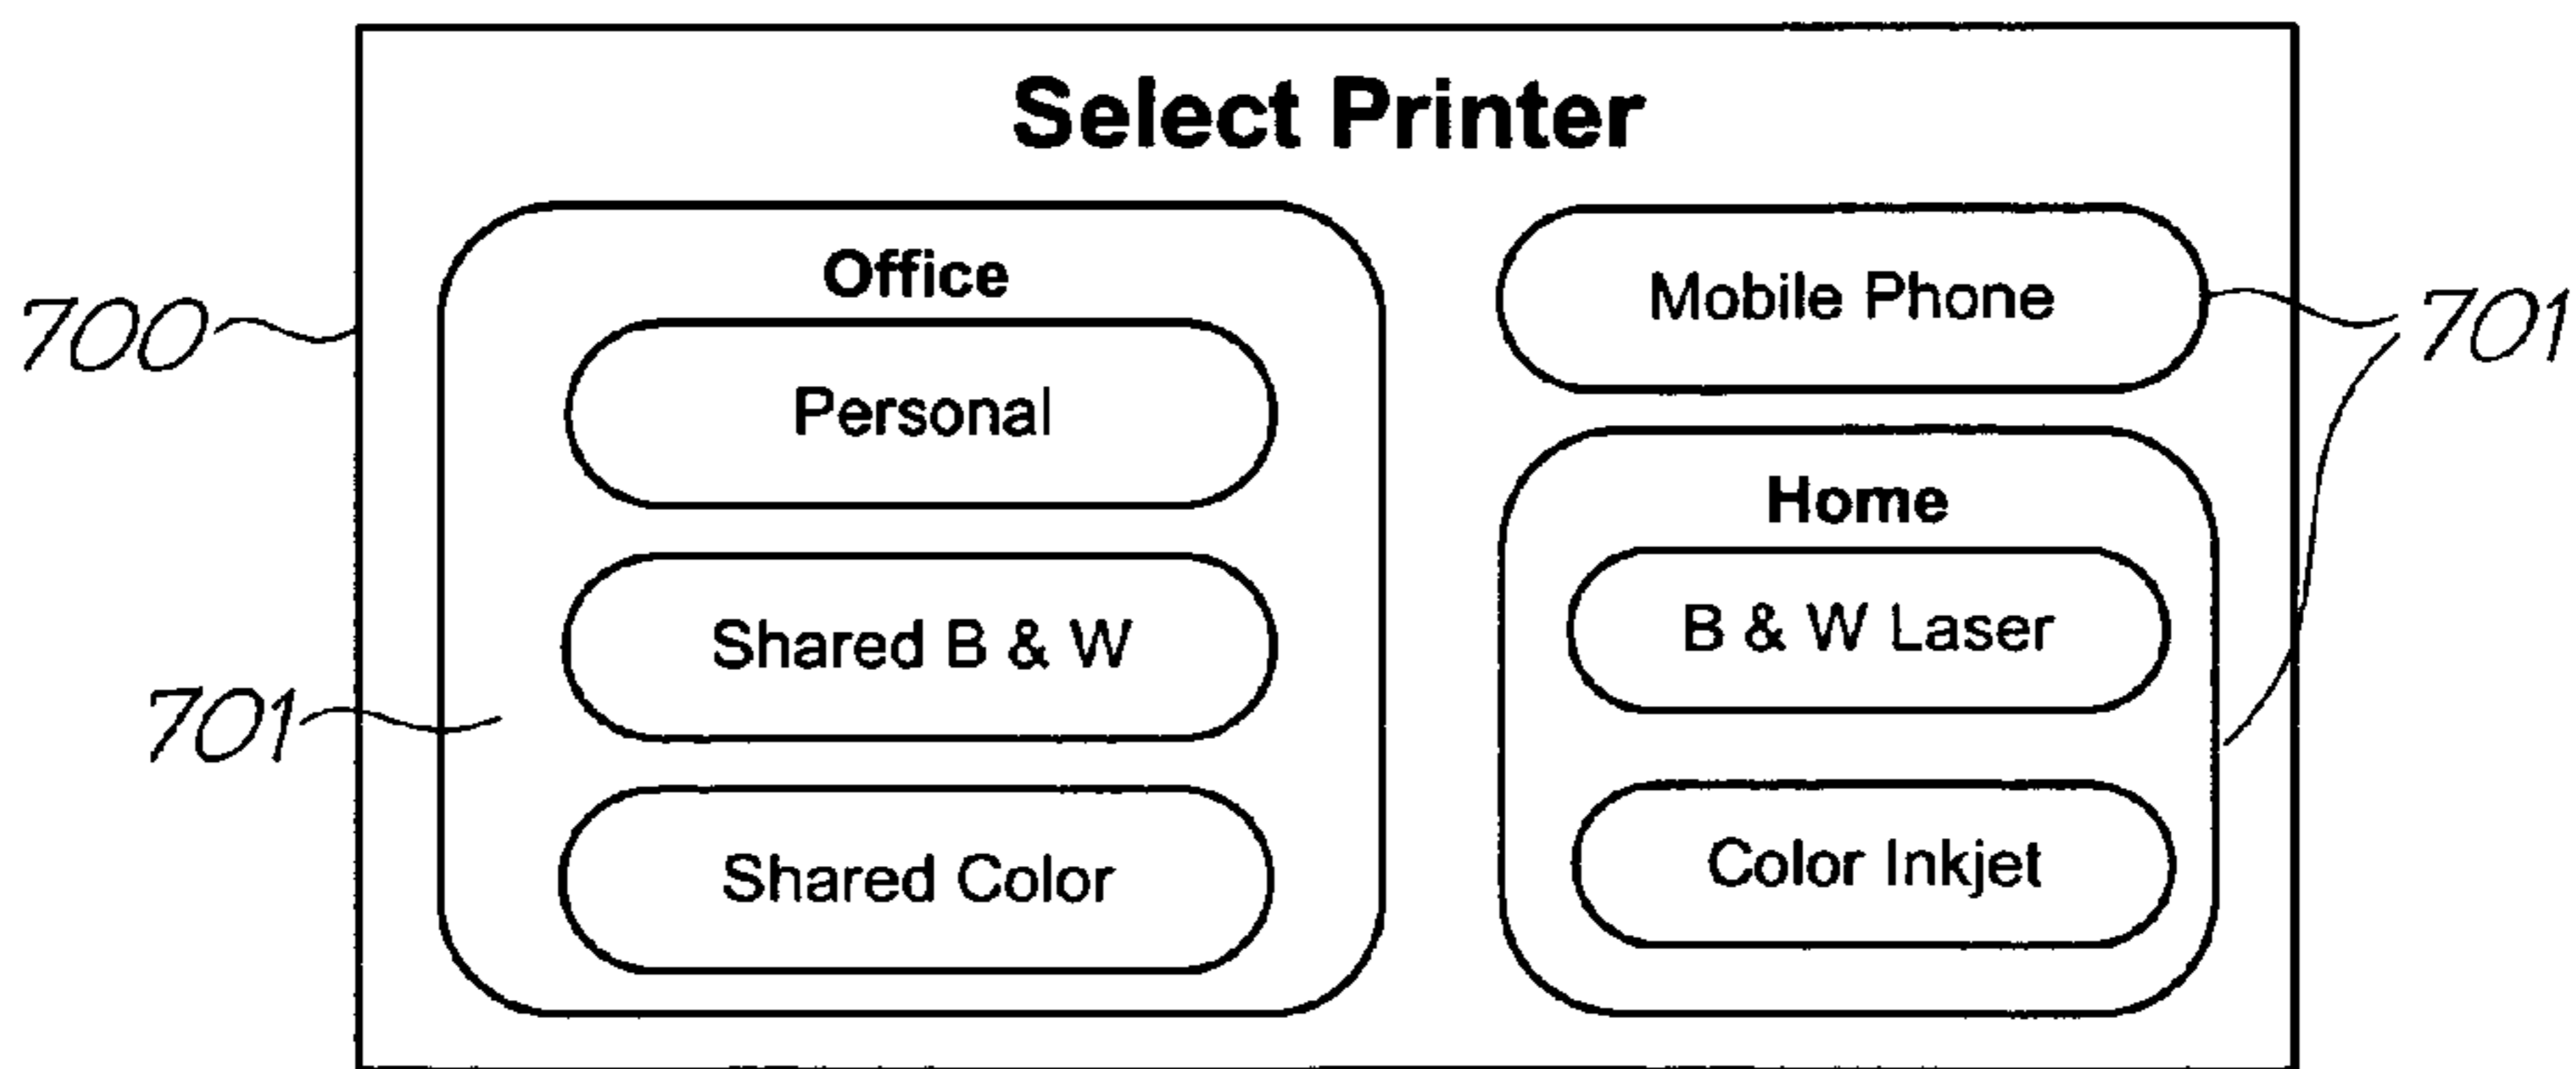 Select Printer
Office
Personal
Shared B & W
Shared Color
Mobile Phone
Home
B & W Laser
Color Inkjet
700
701
701